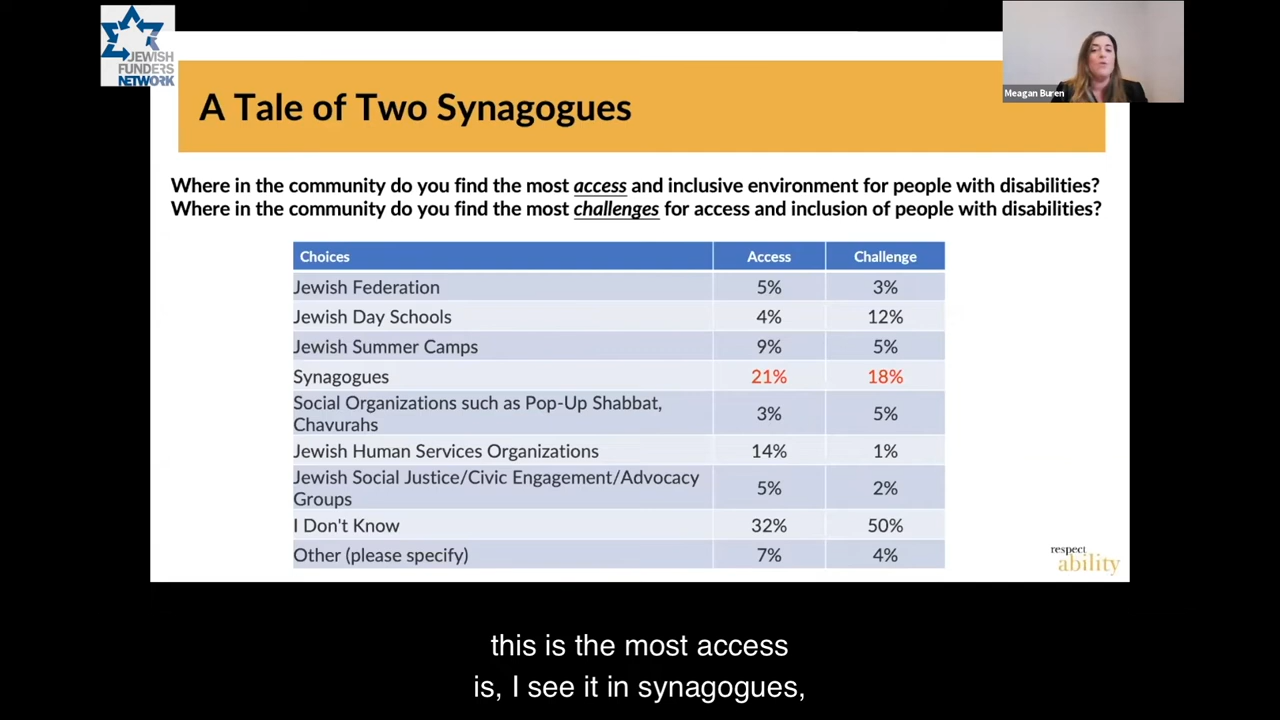 JEWISH
FUNDERS
NETWORK
Meagan Buren
A Tale of Two Synagogues
Where in the community do you find the most access and inclusive environment for people with disabilities?
Where in the community do you find the most challenges for access and inclusion of people with disabilities?
Choices Access Challenge
Jewish Federation 5% 3%
Jewish Day Schools 4% 12%
Jewish Summer Camps 9% 5%
Synagogues 21% 18%
Social Organizations such as Pop-Up Shabbat,
Chavurahs 3% 5%
Jewish Human Services Organizations 14% 1%
Jewish Social Justice/Civic Engagement/Advocacy
Groups 5% 2%
I Don't Know 32% 50%
Other (please specify) 7% 4%
respect
ability
this is the most access
is, I see it in synagogues,